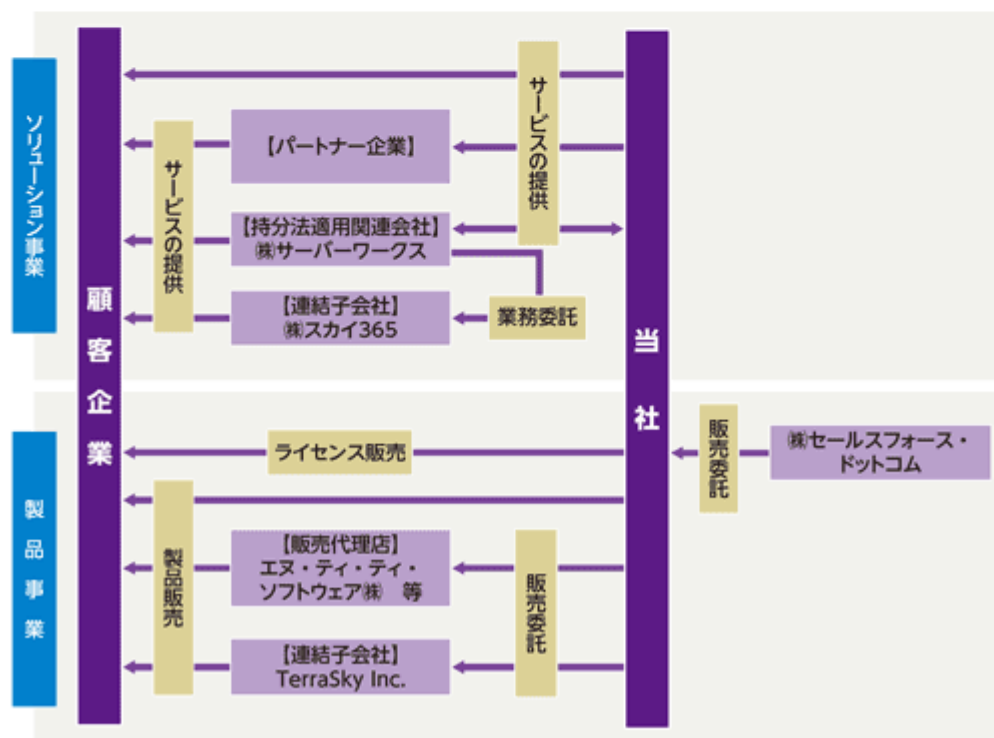 ソリューション事業
顧客企業
サービスの提供
【パートナー企業】
【持分法適用関連会社】
㈱サーバーワークス
【連結子会社】
㈱スカイ365
サービスの提供
業務委託
当社
製品事業
ライセンス販売
製品販売
【販売代理店】
エヌ・ティ・ティ・
ソフトウェア㈱　等
【連結子会社】
TerraSky Inc.
販売委託
販売委託
㈱セールスフォース・
ドットコム